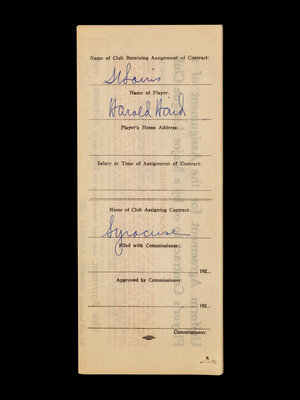 Name of Club Receiving Assignment of Contract:
St Louis
Name of Player:
Harold Haid
Player's Home Address:
Salary at Time of Assignment of Contract:
Name of Club Assigning Contract:
Syracuse
Filed with Commissioner:
192
Approved by Commissioner
192
Commissioner.